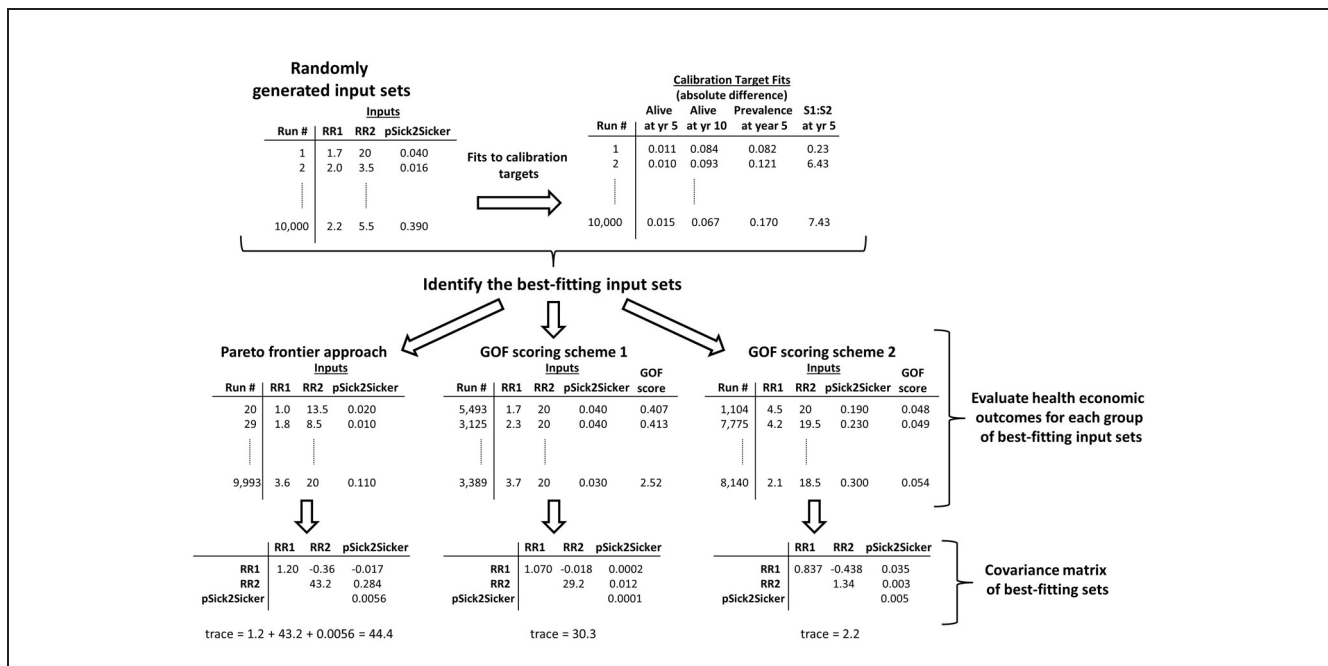 Randomly
generated input sets
Inputs
Run # RR1 RR2 pSick2Sicker
1 1.7 20 0.040
2 2.0 3.5 0.016
10,000 2.2 5.5 0.390
Fits to calibration
targets
Calibration Target Fits
(absolute difference)
Alive Alive Prevalence S1:S2
Run # at yr 5 at yr 10 at year 5 at yr 5
1 0.011 0.084 0.082 0.23
2 0.010 0.093 0.121 6.43
10,000 0.015 0.067 0.170 7.43
Identify the best-fitting input sets
Pareto frontier approach
Inputs
Run # RR1 RR2 pSick2Sicker
20 1.0 13.5 0.020
29 1.8 8.5 0.010
9,993 3.6 20 0.110
GOF scoring scheme 1
Inputs
GOF
Run # RR1 RR2 pSick2Sicker score
5,493 1.7 20 0.040 0.407
3,125 2.3 20 0.040 0.413
3,389 3.7 20 0.030 2.52
GOF scoring scheme 2
Inputs
GOF
Run # RR1 RR2 pSick2Sicker score
1,104 4.5 20 0.190 0.048
7,775 4.2 19.5 0.230 0.049
8,140 2.1 18.5 0.300 0.054
Evaluate health economic
outcomes for each group
of best-fitting input sets
RR1 RR2 pSick2Sicker
RR1 1.20 -0.36 -0.017
RR2 43.2 0.284
pSick2Sicker 0.0056
trace = 1.2 + 43.2 + 0.0056 = 44.4
RR1 RR2 pSick2Sicker
RR1 1.070 -0.018 0.0002
RR2 29.2 0.012
pSick2Sicker 0.0001
trace = 30.3
RR1 RR2 pSick2Sicker
RR1 0.837 -0.438 0.035
RR2 1.34 0.003
pSick2Sicker 0.005
trace = 2.2
Covariance matrix
of best-fitting sets